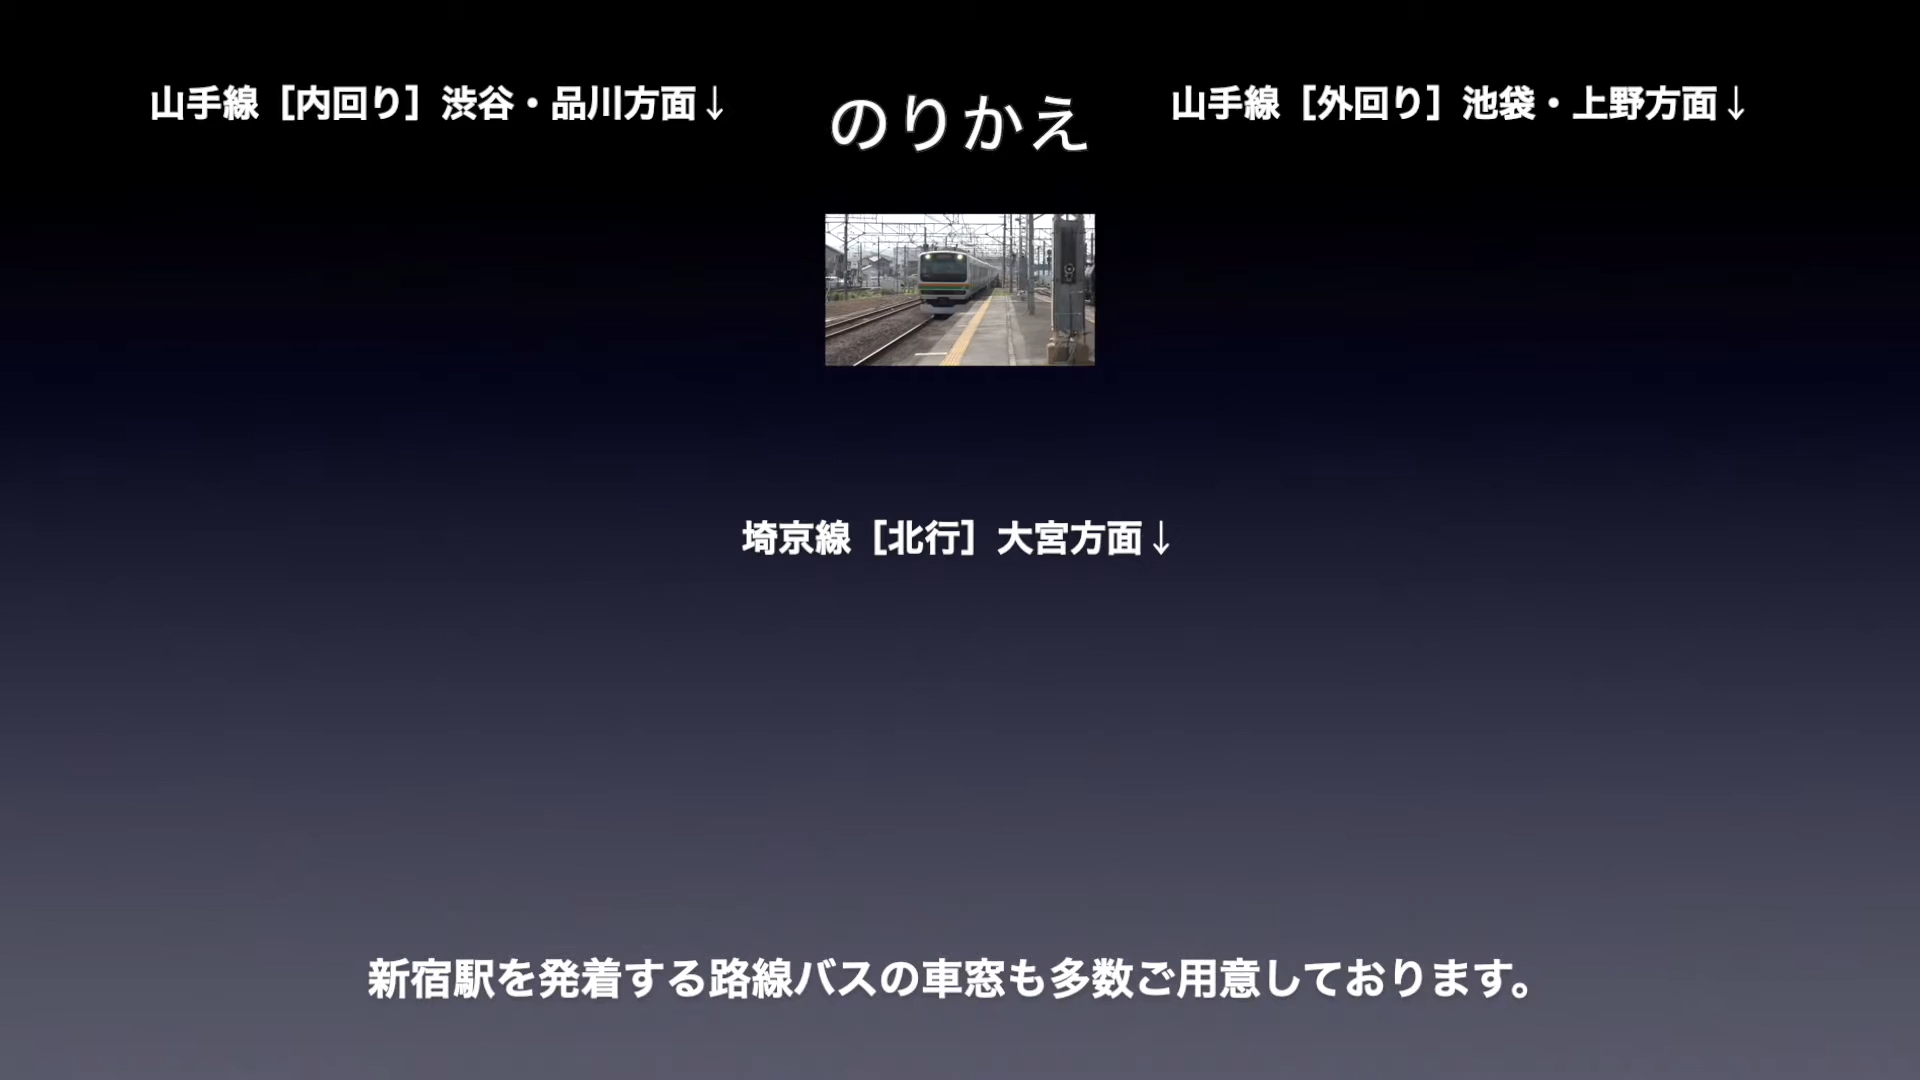 山手線［内回り］渋谷・品川方面↓
のりかえ
山手線［外回り］池袋・上野方面↓
埼京線［北行］大宮方面↓
新宿駅を発着する路線バスの車窓も多数ご用意しております。